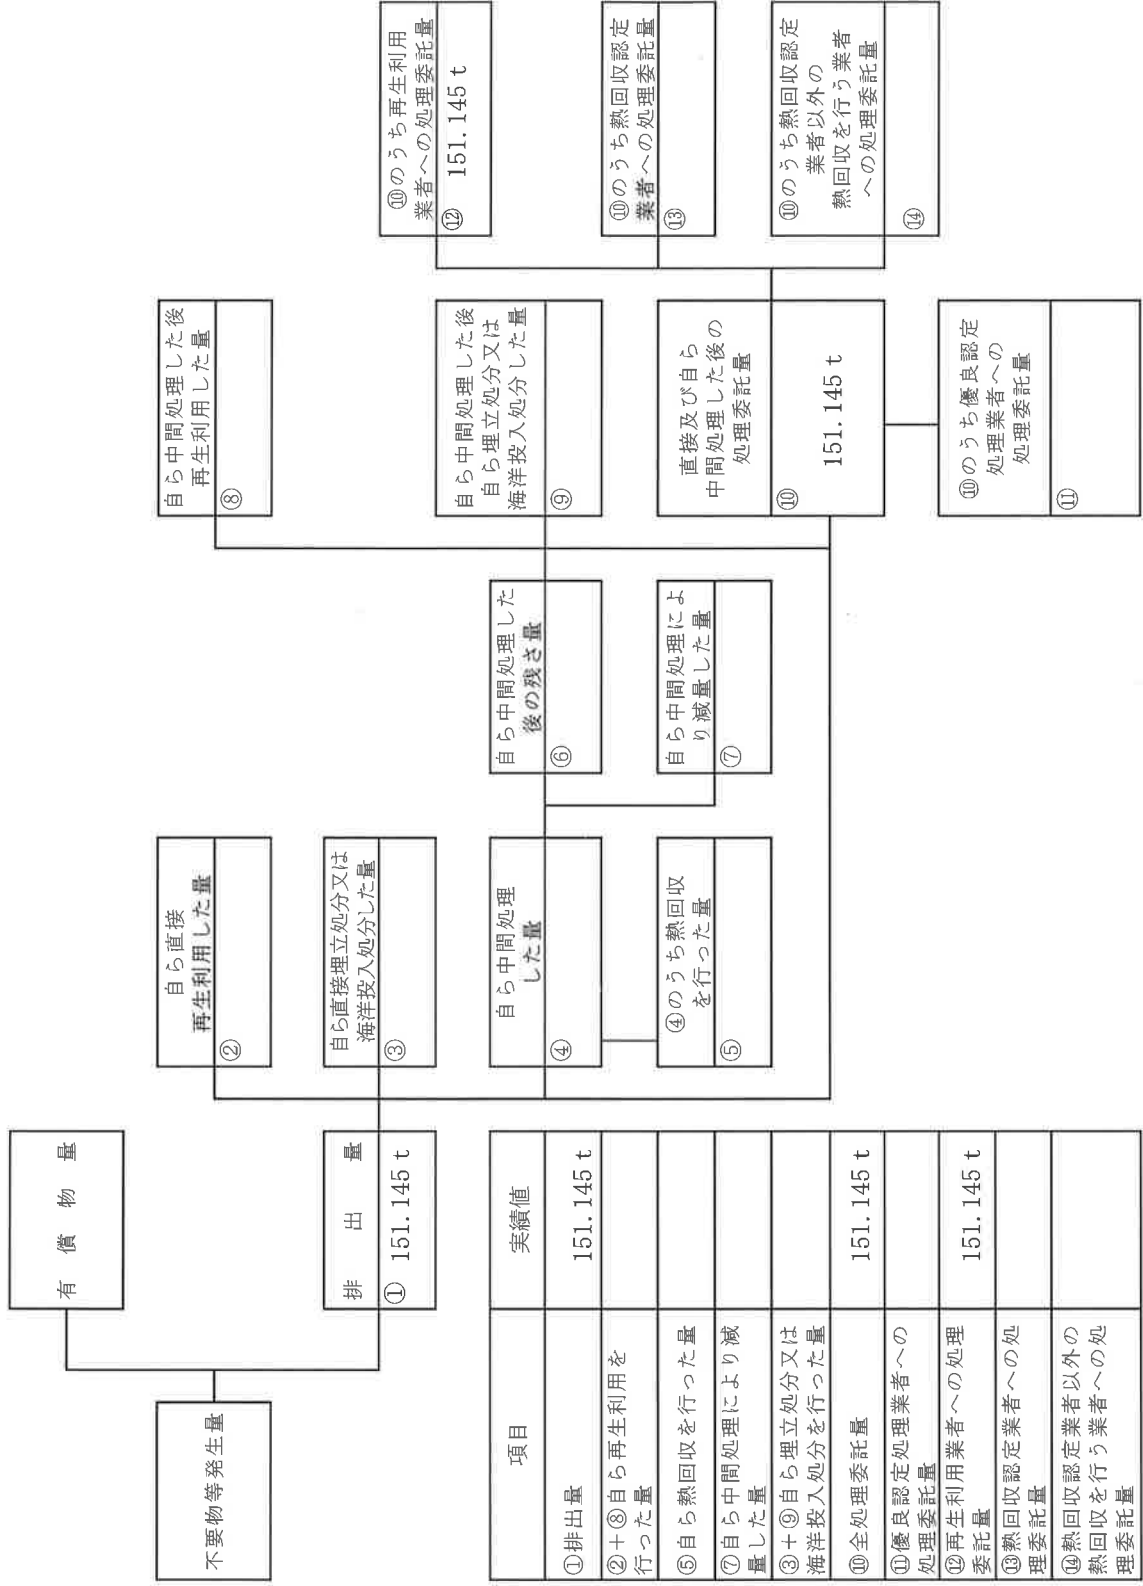 不要物等発生量
有償物量
排出量
① 151.145 t
自ら直接
再生利用した量
②
自ら直接埋立処分又は
海洋投入処分した量
③
自ら中間処理
した量
④
④のうち熱回収
を行った量
⑤
自ら中間処理した
後の残さ量
⑥
自ら中間処理によ
り減量した量
⑦
自ら中間処理した後
再生利用した量
⑧
自ら中間処理した後
自ら埋立処分又は
海洋投入処分した量
⑨
直接及び自ら
中間処理した後の
処理委託量
⑩
151.145 t
⑩のうち優良認定
処理業者への
処理委託量
⑪
⑩のうち再生利用
業者への処理委託量
⑫ 151.145 t
⑩のうち熱回収認定
業者への処理委託量
⑬
⑩のうち熱回収認定
業者以外の
熱回収を行う業者
への処理委託量
⑭
項目 実績値
①排出量 151.145 t
②+⑧自ら再生利用を
行った量
⑤自ら熱回収を行った量
⑦自ら中間処理により減
量した量
③+⑨自ら埋立処分又は
海洋投入処分を行った量
⑩全処理委託量 151.145 t
⑪優良認定処理業者への
処理委託量
⑫再生利用業者への処理
委託量 151.145 t
⑬熱回収認定業者への処
理委託量
⑭熱回収認定業者以外の
熱回収を行う業者への処
理委託量